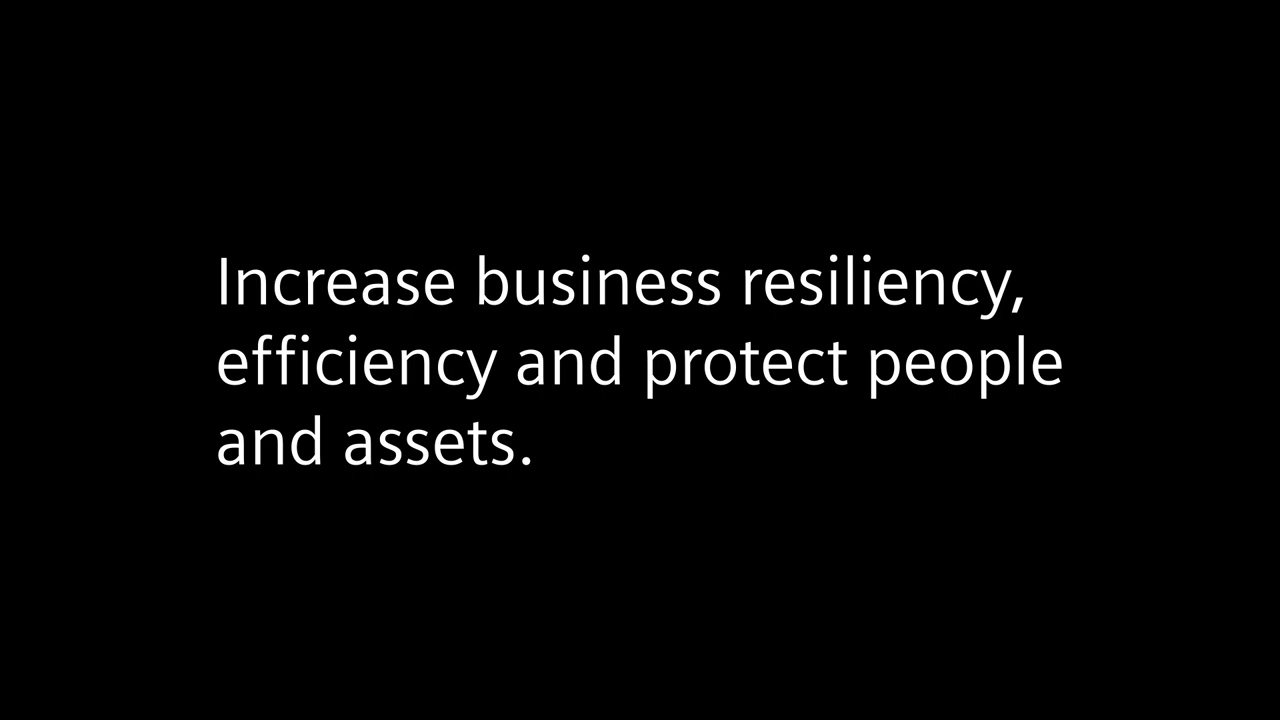 Increase business resiliency,
efficiency and protect people
and assets.